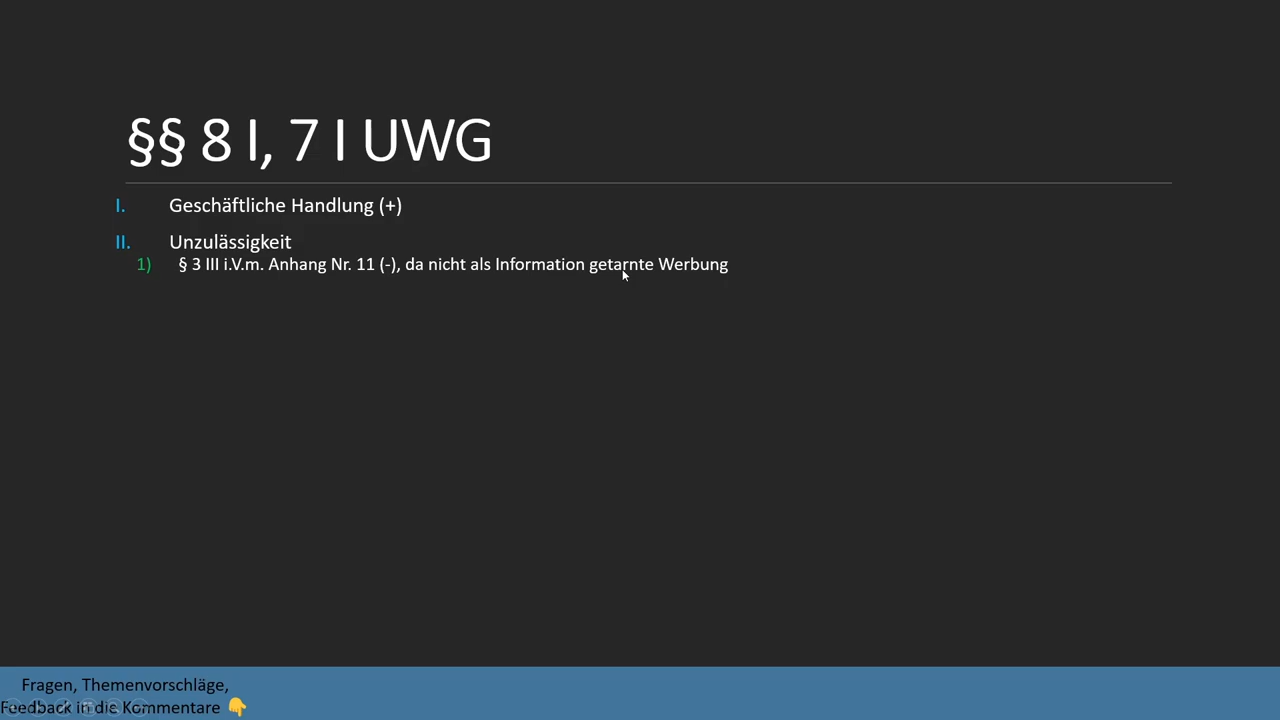 §§ 8 I, 7 I UWG
I. Geschäftliche Handlung (+)
II. Unzulässigkeit
1) § 3 III i.V.m. Anhang Nr. 11 (-), da nicht als Information getarnte Werbung
Fragen, Themenvorschläge,
Feedback in die Kommentare 👇